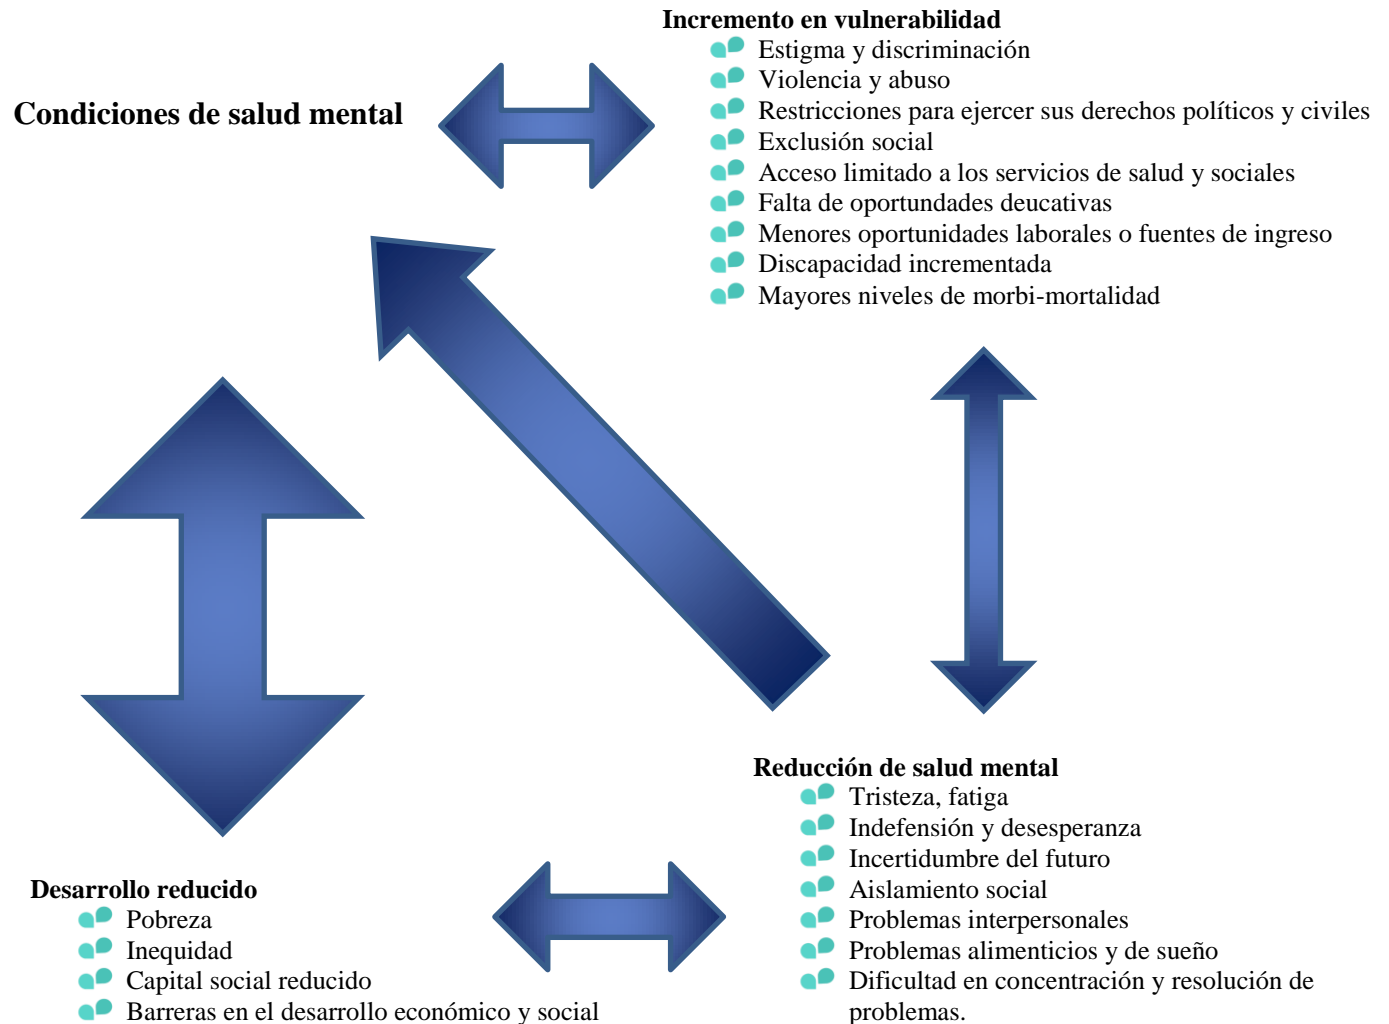 Condiciones de salud mental
Incremento en vulnerabilidad
Estigma y discriminación
Violencia y abuso
Restricciones para ejercer sus derechos políticos y civiles
Exclusión social
Acceso limitado a los servicios de salud y sociales
Falta de oportundades deucativas
Menores oportunidades laborales o fuentes de ingreso
Discapacidad incrementada
Mayores niveles de morbi-mortalidad
Reducción de salud mental
Tristeza, fatiga
Indefensión y desesperanza
Incertidumbre del futuro
Aislamiento social
Problemas interpersonales
Problemas alimenticios y de sueño
Dificultad en concentración y resolución de
problemas.
Desarrollo reducido
Pobreza
Inequidad
Capital social reducido
Barreras en el desarrollo económico y social